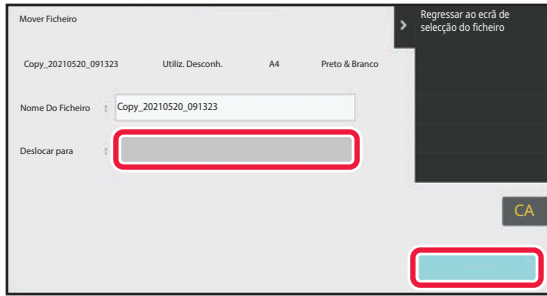 Mover Ficheiro
Regressar ao ecrã de
selecção do ficheiro
Copy_20210520_091323 Utiliz. Desconh. A4 Preto & Branco
Nome Do Ficheiro : Copy_20210520_091323
Deslocar para :
CA